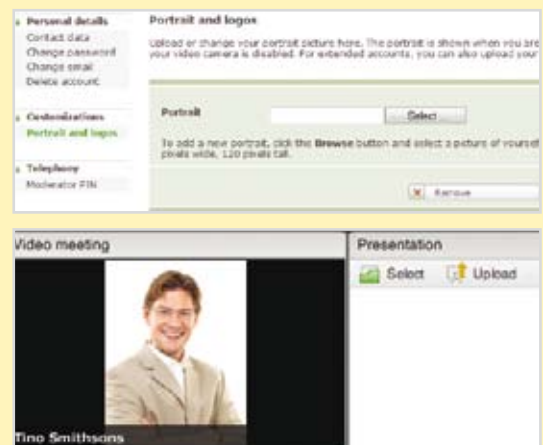 Personal details
Contact data
Change password
Change email
Delete account
Customizations
Portrait and logos
Telephony
Moderator PIN
Portrait and logos
Upload or change your portrait picture here. The portrait is shown when you are
your video camera is disabled. For extended accounts, you can also upload your
Portrait
Select
To add a new portrait, click the Browse button and select a picture of yourself
pixels wide, 120 pixels tall.
Remove
Video meeting
Tino Smithsons
Presentation
Select
Upload